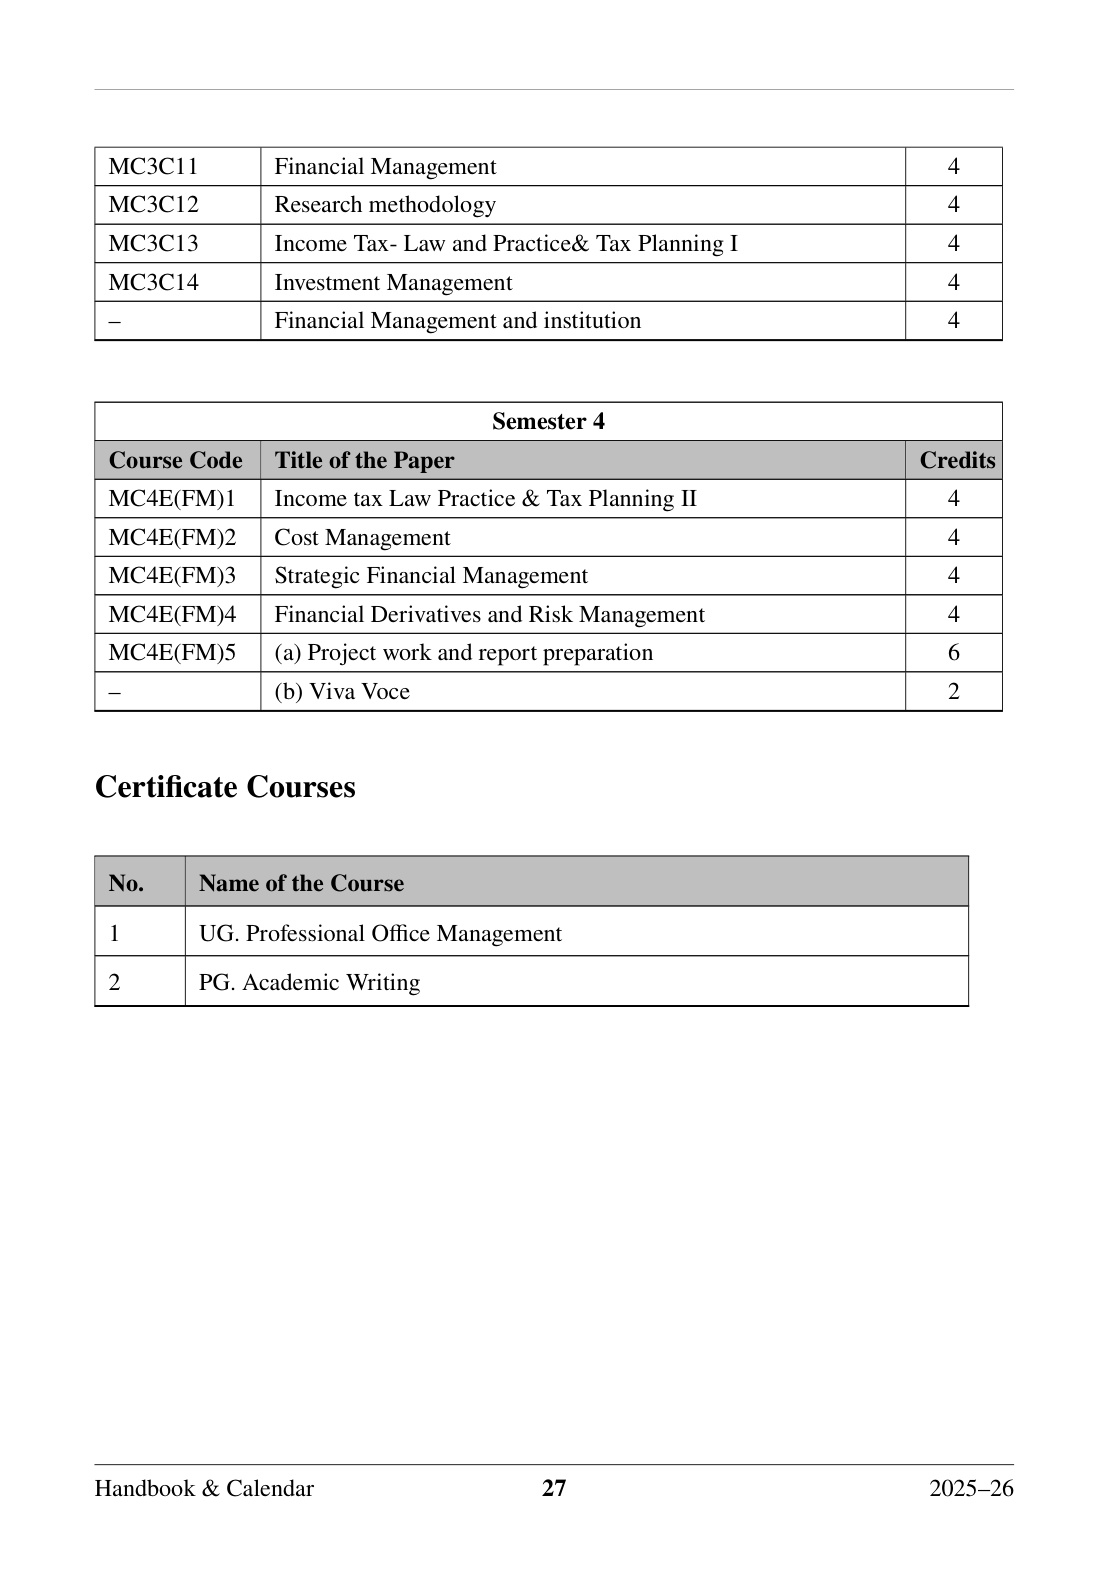 MC3C11 Financial Management 4
MC3C12 Research methodology 4
MC3C13 Income Tax- Law and Practice& Tax Planning I 4
MC3C14 Investment Management 4
– Financial Management and institution 4
Semester 4
Course Code Title of the Paper Credits
MC4E(FM)1 Income tax Law Practice & Tax Planning II 4
MC4E(FM)2 Cost Management 4
MC4E(FM)3 Strategic Financial Management 4
MC4E(FM)4 Financial Derivatives and Risk Management 4
MC4E(FM)5 (a) Project work and report preparation 6
– (b) Viva Voce 2
Certificate Courses
No. Name of the Course
1 UG. Professional Office Management
2 PG. Academic Writing
Handbook & Calendar 27 2025–26